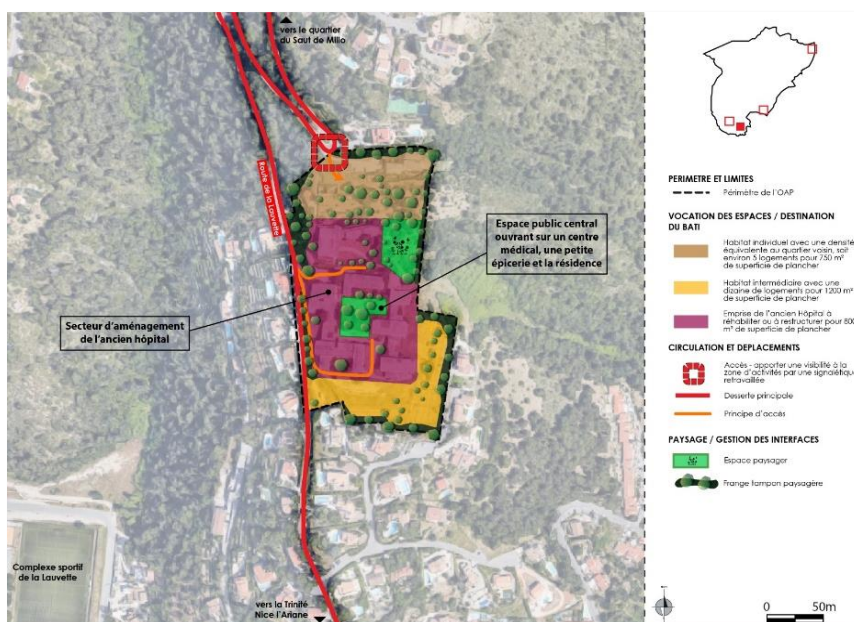 vers le quartier
du Saut de Millo
Route de la Lauvette
Espace public central
ouvrant sur un centre
médical, une petite
épicerie et la résidence
Secteur d'aménagement
de l'ancien hôpital
Complexe sportif
de la Lauvette
vers la Trinité
Nice l'Ariane
PERIMETRE ET LIMITES
Périmètre de l'OAP
VOCATION DES ESPACES / DESTINATION
DU BATI
Habitat individuel avec une densité
équivalente au quartier voisin, soit
environ 5 logements pour 750 m²
de superficie de plancher
Habitat intermédiaire avec une
dizaine de logements pour 1200 m²
de superficie de plancher
Emprise de l'ancien Hôpital à
réhabiliter ou à restructurer pour 800
m² de superficie de plancher
CIRCULATION ET DEPLACEMENTS
Accès - apporter une visibilité à la
zone d'activités par une signalétique
retravaillée
Desserte principale
Principe d'accès
PAYSAGE / GESTION DES INTERFACES
Espace paysager
Frange tampon paysagère
0 50m